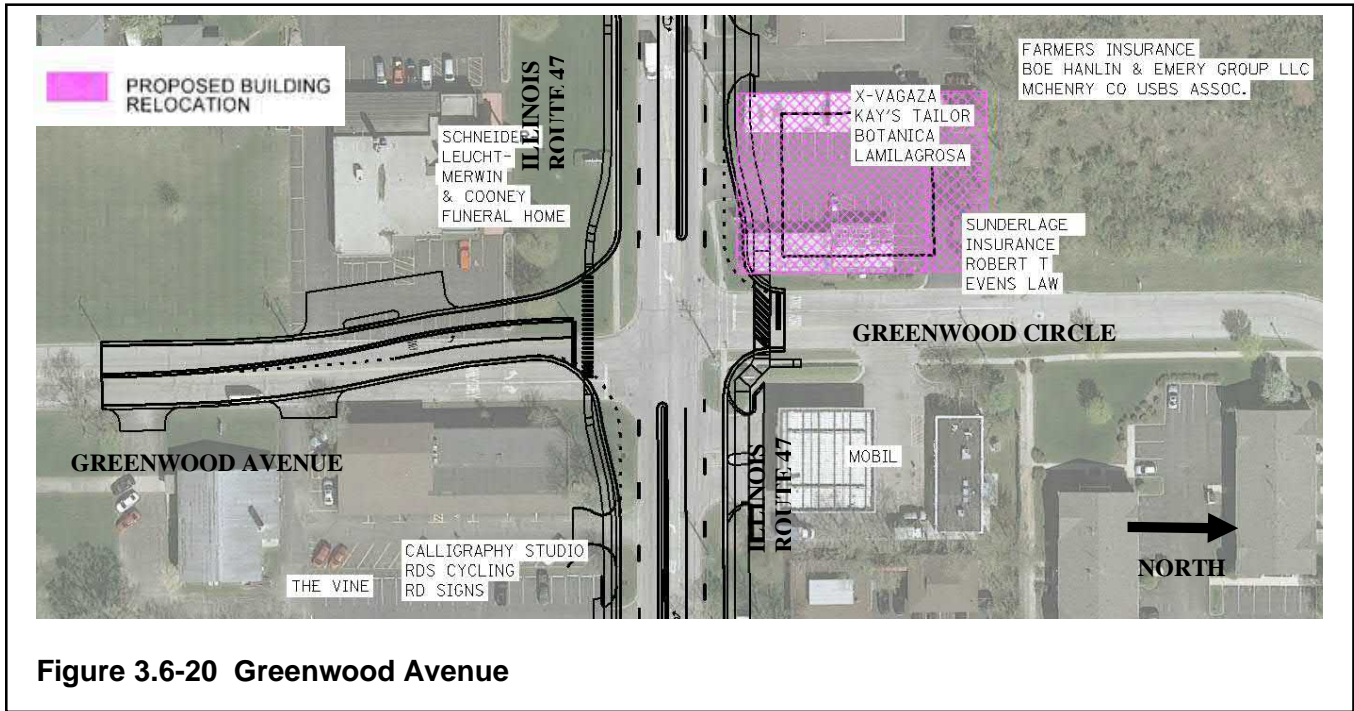 PROPOSED BUILDING
RELOCATION
ILLINOIS
ROUTE 47
SCHNEIDER
LEUCHT-
MERWIN
& COONEY
FUNERAL HOME
X-VAGAZA
KAY'S TAILOR
BOTANICA
LAMILAGROSA
FARMERS INSURANCE
BOE HANLIN & EMERY GROUP LLC
MCHENRY CO USBS ASSOC.
SUNDERLAGE
INSURANCE
ROBERT T
EVENS LAW
GREENWOOD CIRCLE
GREENWOOD AVENUE
ILLINOIS
ROUTE 47
MOBIL
THE VINE
CALLIGRAPHY STUDIO
RDS CYCLING
RD SIGNS
NORTH
Figure 3.6-20 Greenwood Avenue